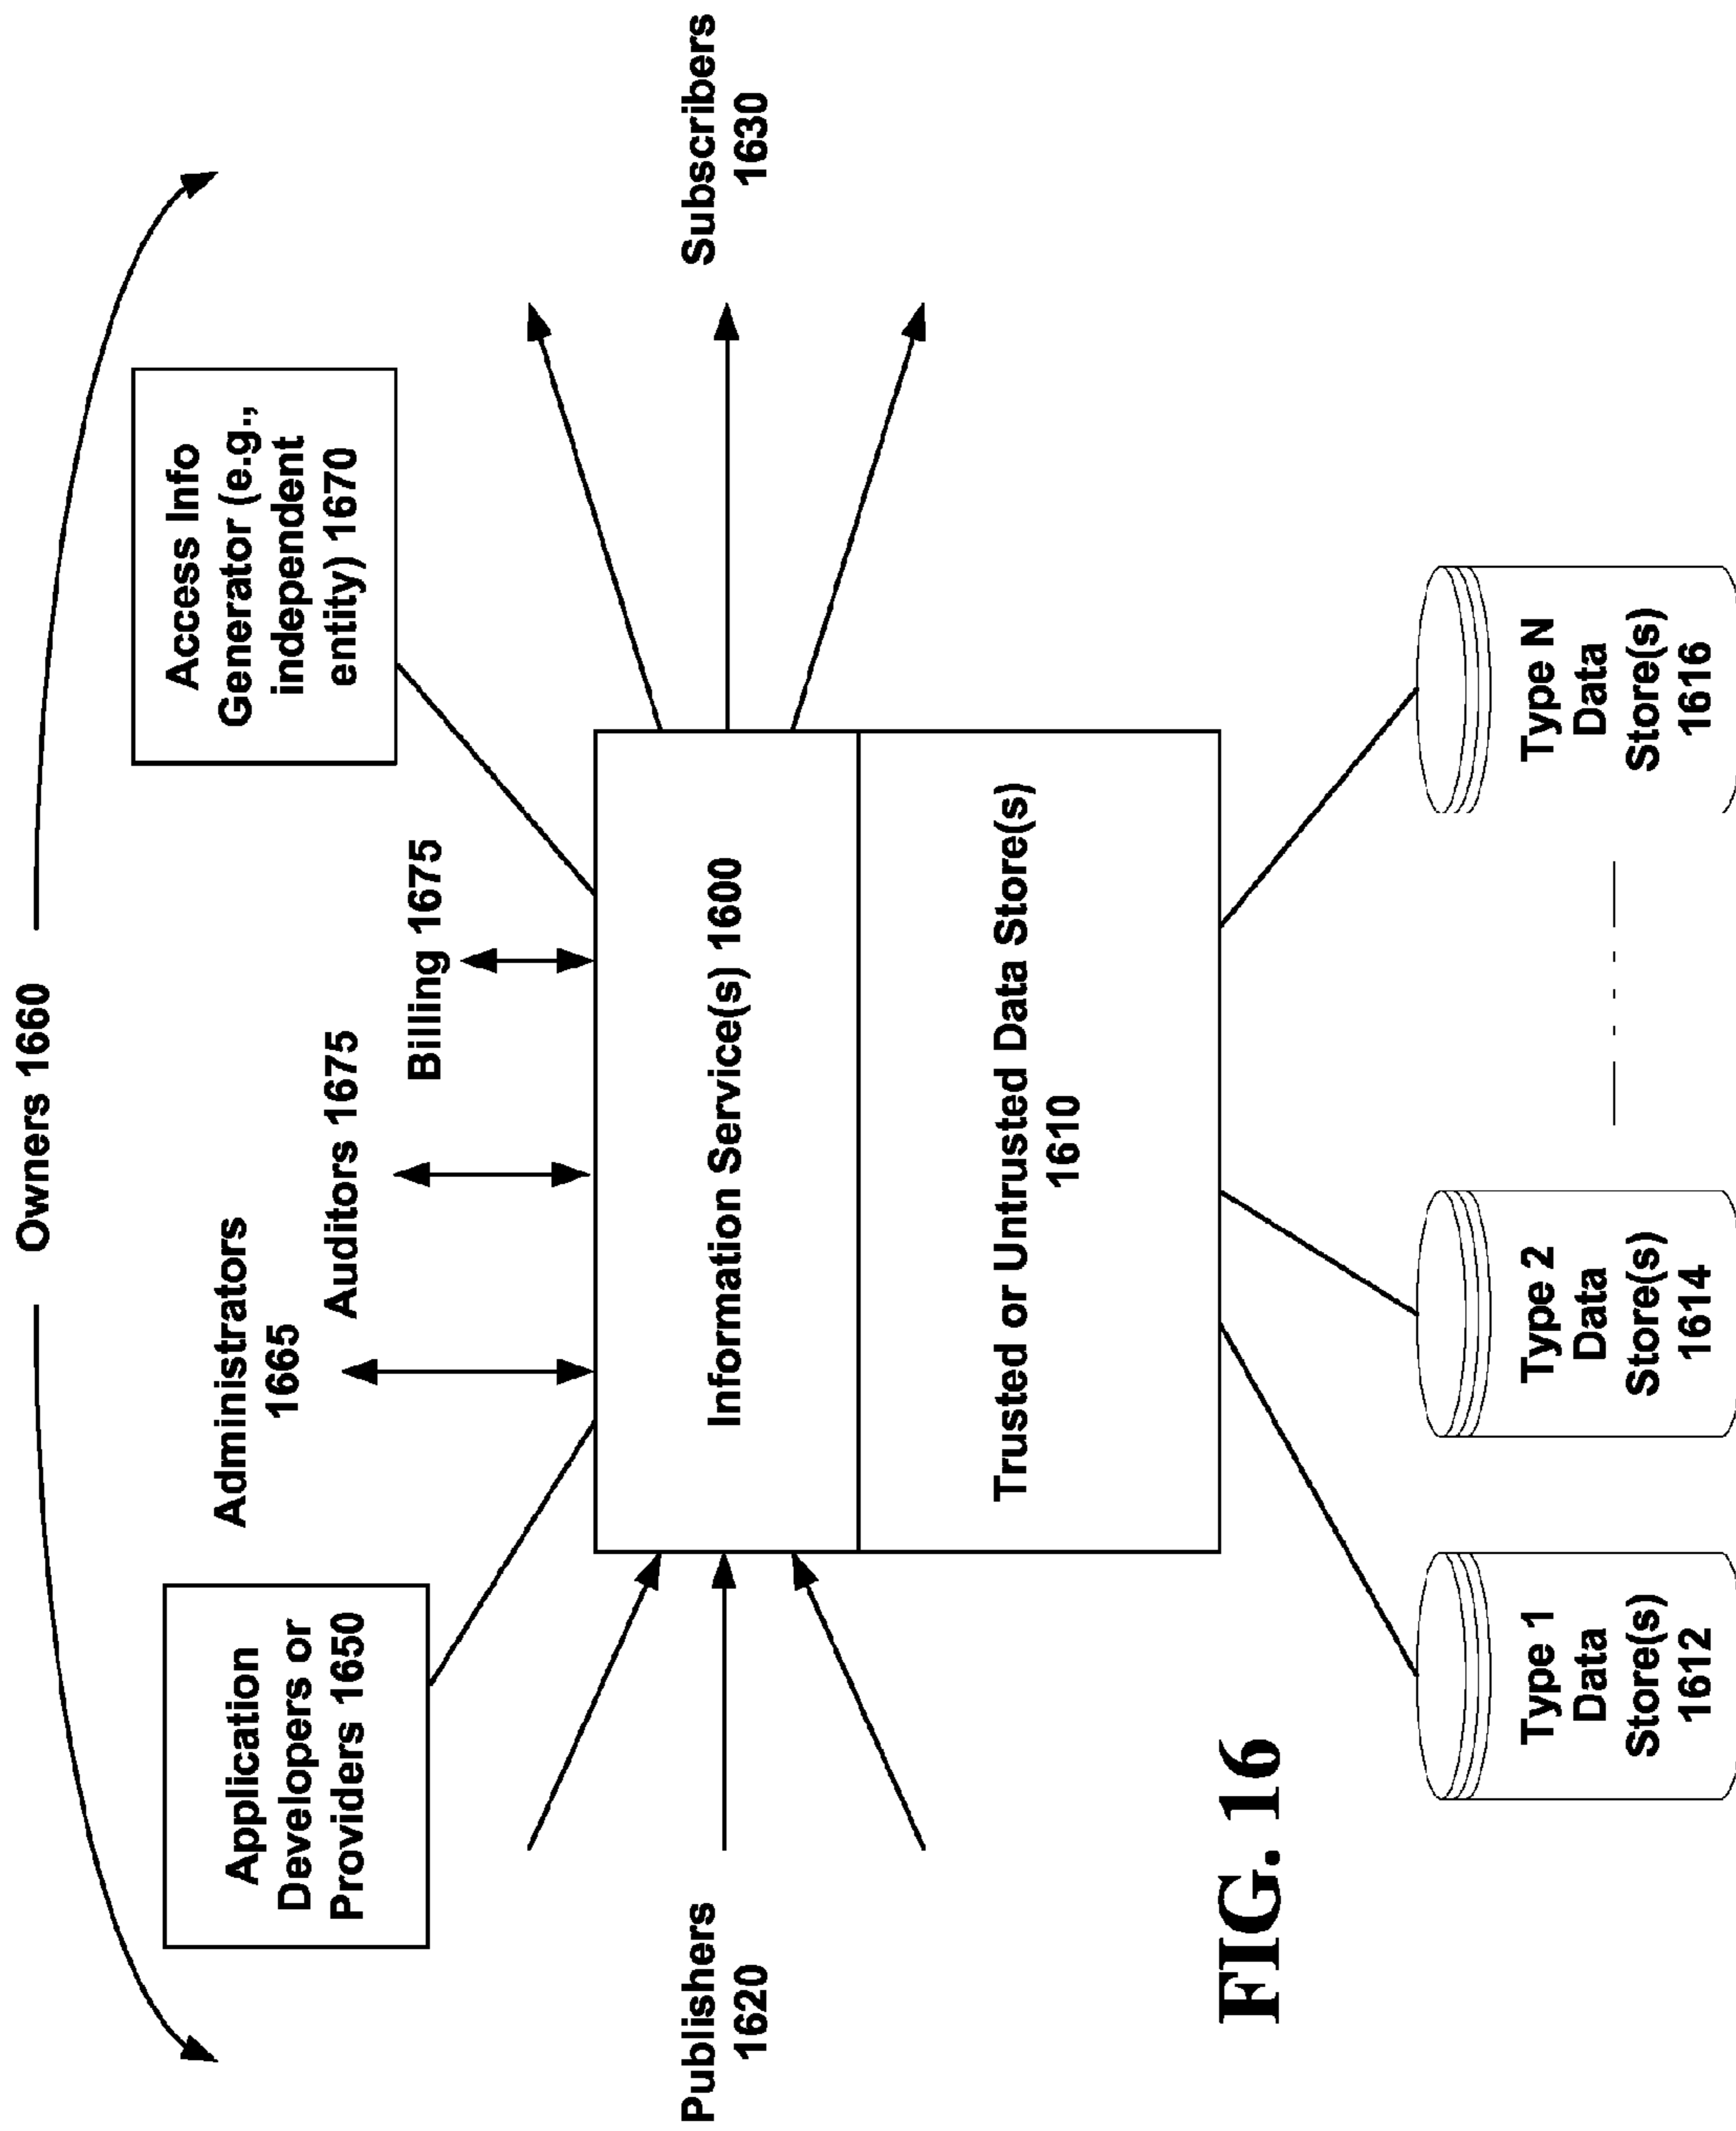 Owners 1660
Application
Developers or
Providers 1650
Administrators
1665
Auditors 1675
Billing 1675
Access Info
Generator (e.g.,
independent
entity) 1670
Publishers
1620
Information Service(s) 1600
Subscribers
1630
Trusted or Untrusted Data Store(s)
1610
FIG. 16
Type 1
Data
Store(s)
1612
Type 2
Data
Store(s)
1614
Type N
Data
Store(s)
1616